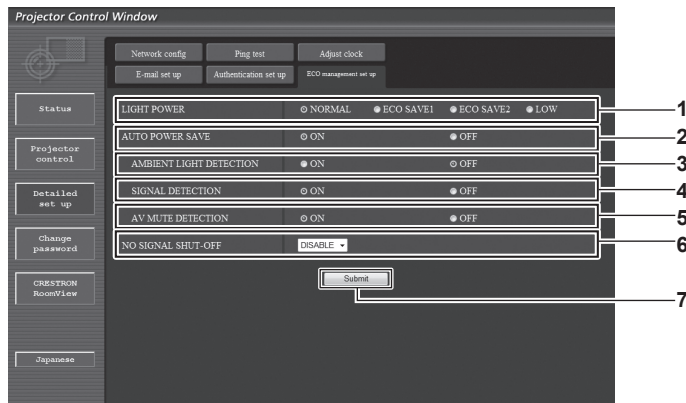 Projector Control Window
Network config Ping test Adjust clock
E-mail set up Authentication set up ECO management set up
Status
Projector control
Detailed set up
Change password
CRESTRON RoomView
Japanese
LIGHT POWER NORMAL ECO SAVE1 ECO SAVE2 LOW 1
AUTO POWER SAVE ON OFF 2
AMBIENT LIGHT DETECTION ON OFF 3
SIGNAL DETECTION ON OFF 4
AV MUTE DETECTION ON OFF 5
NO SIGNAL SHUT-OFF DISABLE 6
Submit 7